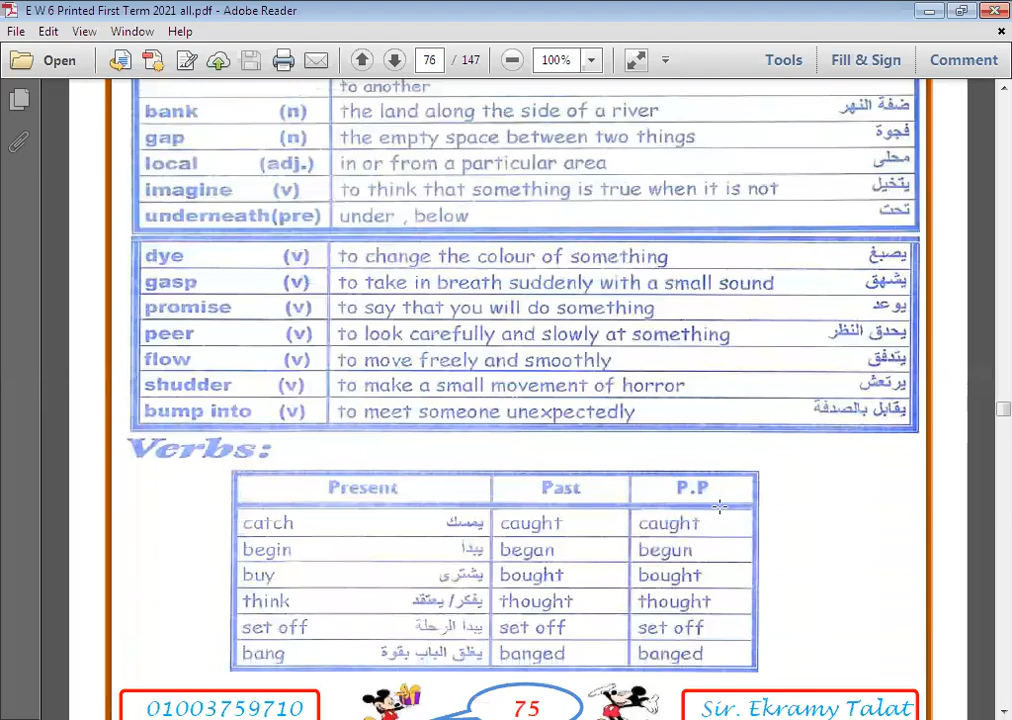 E W 6 Printed First Term 2021 all.pdf - Adobe Reader
File Edit View Window Help
Open 76 / 147 100% Tools Fill & Sign Comment
to another
bank (n) the land along the side of a river ضفة النهر
gap (n) the empty space between two things فجوة
local (adj.) in or from a particular area محلى
imagine (v) to think that something is true when it is not يتخيل
underneath(pre) under , below تحت
dye (v) to change the colour of something يصبغ
gasp (v) to take in breath suddenly with a small sound يشهق
promise (v) to say that you will do something يوعد
peer (v) to look carefully and slowly at something يحدق النظر
flow (v) to move freely and smoothly يتدفق
shudder (v) to make a small movement of horror يرتعش
bump into (v) to meet someone unexpectedly يقابل بالصدفة
Verbs:
Present Past P.P
catch يمسك caught caught
begin يبدأ began begun
buy يشترى bought bought
think يفكر/ يعتقد thought thought
set off يبدا الرحلة set off set off
bang يغلق الباب بقوة banged banged
01003759710 75 Sir. Ekramy Talat